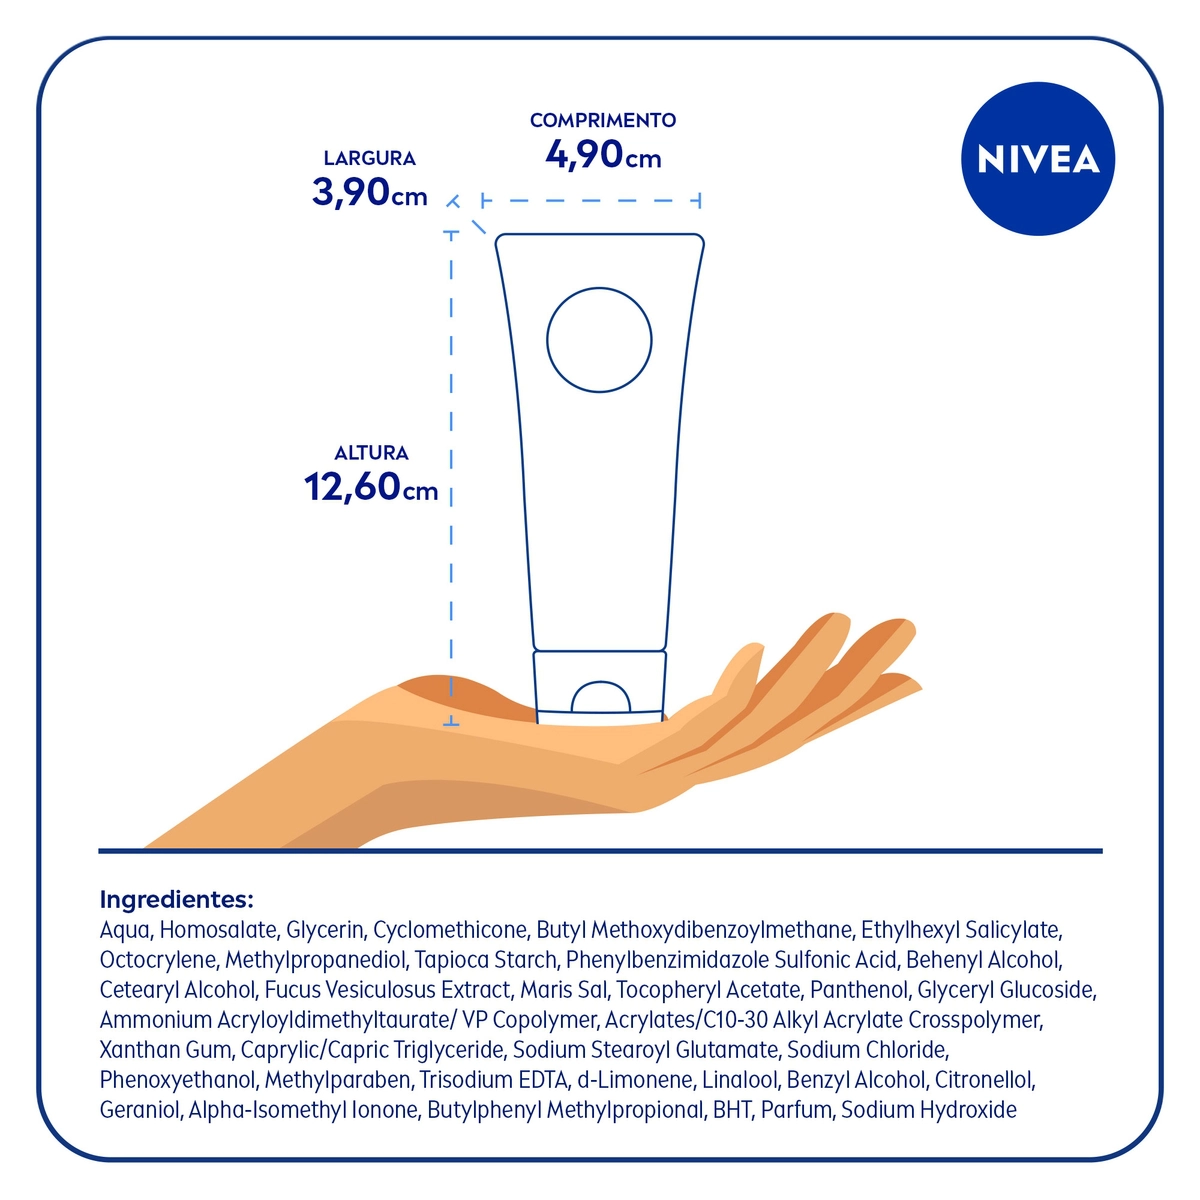 COMPRIMENTO
4,90cm
LARGURA
3,90cm
NIVEA
ALTURA
12,60cm
Ingredientes:
Aqua, Homosalate, Glycerin, Cyclomethicone, Butyl Methoxydibenzoylmethane, Ethylhexyl Salicylate,
Octocrylene, Methylpropanediol, Tapioca Starch, Phenylbenzimidazole Sulfonic Acid, Behenyl Alcohol,
Cetearyl Alcohol, Fucus Vesiculosus Extract, Maris Sal, Tocopheryl Acetate, Panthenol, Glyceryl Glucoside,
Ammonium Acryloyldimethyltaurate/ VP Copolymer, Acrylates/C10-30 Alkyl Acrylate Crosspolymer,
Xanthan Gum, Caprylic/Capric Triglyceride, Sodium Stearoyl Glutamate, Sodium Chloride,
Phenoxyethanol, Methylparaben, Trisodium EDTA, d-Limonene, Linalool, Benzyl Alcohol, Citronellol,
Geraniol, Alpha-Isomethyl Ionone, Butylphenyl Methylpropional, BHT, Parfum, Sodium Hydroxide